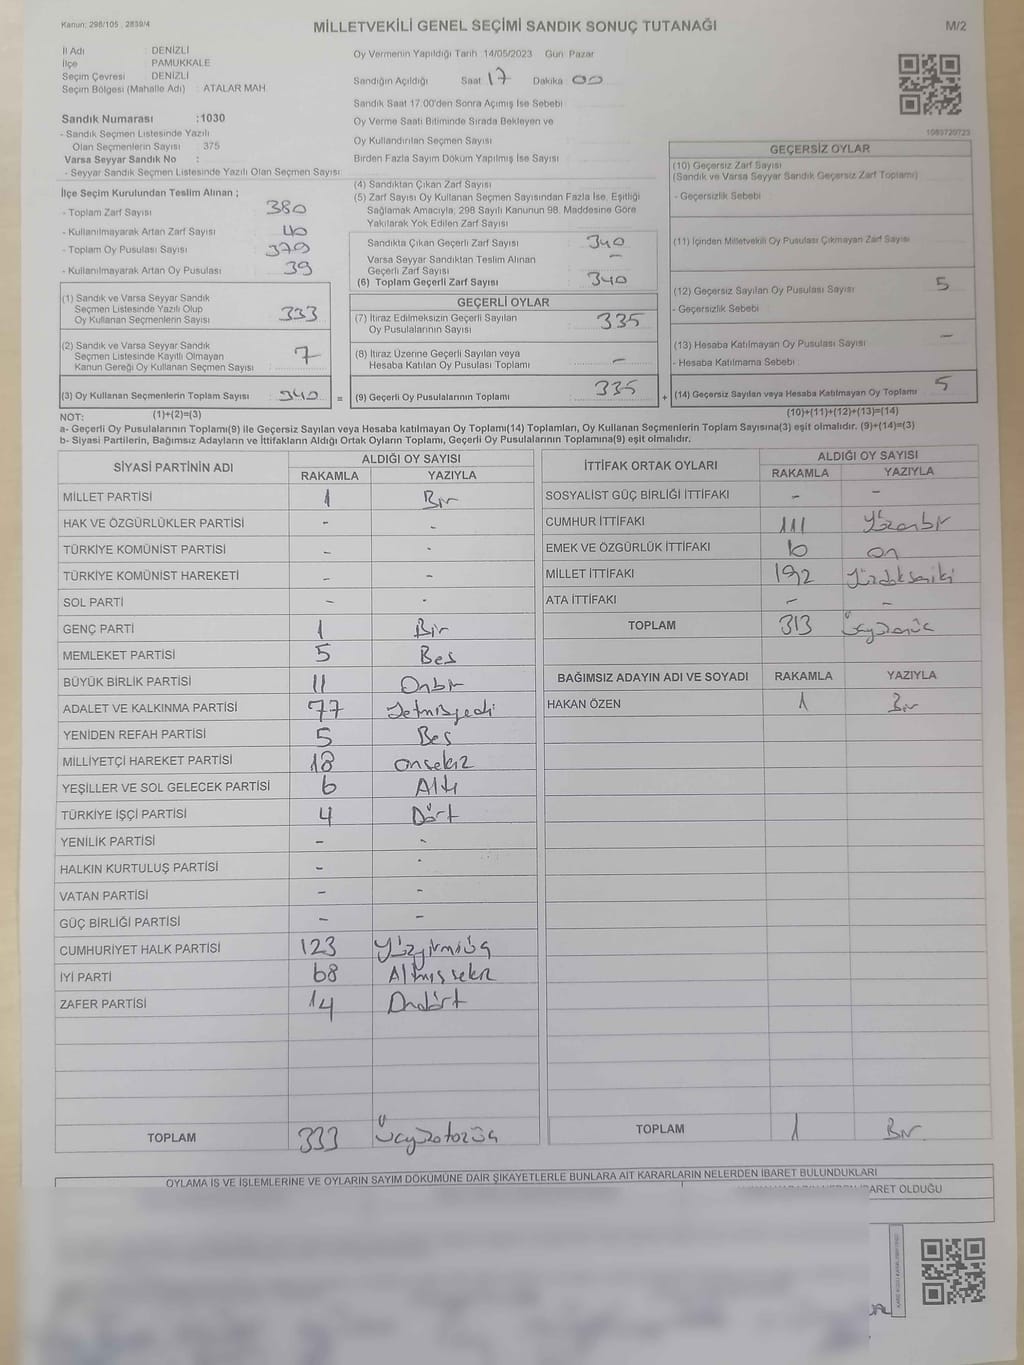 Kanun: 298/105 , 2839/4
MİLLETVEKİLİ GENEL SEÇİMİ SANDIK SONUÇ TUTANAĞI
M/2
İl Adı : DENİZLİ
İlçe : PAMUKKALE
Seçim Çevresi : DENİZLİ
Seçim Bölgesi (Mahalle Adı) : ATALAR MAH.
Sandık Numarası :1030
- Sandık Seçmen Listesinde Yazılı
Olan Seçmenlerin Sayısı : 375
Varsa Seyyar Sandık No :
- Seyyar Sandık Seçmen Listesinde Yazılı Olan Seçmen Sayısı:
Oy Vermenin Yapıldığı Tarih 14/05/2023 Gün Pazar
Sandığın Açıldığı Saat 17 Dakika 00
Sandık Saat 17.00'den Sonra Açılmış İse Sebebi
Oy Verme Saati Bitiminde Sırada Bekleyen ve
Oy Kullandırılan Seçmen Sayısı
Birden Fazla Sayım Döküm Yapılmış İse Sayısı
1083720723
İlçe Seçim Kurulundan Teslim Alınan ;
- Toplam Zarf Sayısı : 380
- Kullanılmayarak Artan Zarf Sayısı : 40
- Toplam Oy Pusulası Sayısı : 379
- Kullanılmayarak Artan Oy Pusulası : 39
(1) Sandık ve Varsa Seyyar Sandık
Seçmen Listesinde Yazılı Olup
Oy Kullanan Seçmenlerin Sayısı : 333
(2) Sandık ve Varsa Seyyar Sandık
Seçmen Listesinde Kayıtlı Olmayan
Kanun Gereği Oy Kullanan Seçmen Sayısı : 7
(3) Oy Kullanan Seçmenlerin Toplam Sayısı : 340 =
(4) Sandıktan Çıkan Zarf Sayısı
(5) Zarf Sayısı Oy Kullanan Seçmen Sayısından Fazla İse, Eşitliği
Sağlamak Amacıyla, 298 Sayılı Kanunun 98. Maddesine Göre
Yakılarak Yok Edilen Zarf Sayısı
Sandıkta Çıkan Geçerli Zarf Sayısı : 340
Varsa Seyyar Sandıktan Teslim Alınan
Geçerli Zarf Sayısı : -
(6) Toplam Geçerli Zarf Sayısı : 340
GEÇERLİ OYLAR
(7) İtiraz Edilmeksizin Geçerli Sayılan
Oy Pusulalarının Sayısı : 335
(8) İtiraz Üzerine Geçerli Sayılan veya
Hesaba Katılan Oy Pusulası Toplamı : -
(9) Geçerli Oy Pusulalarının Toplamı : 335 +
GEÇERSİZ OYLAR
(10) Geçersiz Zarf Sayısı
(Sandık ve Varsa Seyyar Sandık Geçersiz Zarf Toplamı)
- Geçersizlik Sebebi
(11) İçinden Milletvekili Oy Pusulası Çıkmayan Zarf Sayısı
(12) Geçersiz Sayılan Oy Pusulası Sayısı : 5
- Geçersizlik Sebebi
(13) Hesaba Katılmayan Oy Pusulası Sayısı : -
- Hesaba Katılmama Sebebi
(14) Geçersiz Sayılan veya Hesaba Katılmayan Oy Toplamı 5
NOT: (1)+(2)=(3)
(10)+(11)+(12)+(13)=(14)
a- Geçerli Oy Pusulalarının Toplamı(9) ile Geçersiz Sayılan veya Hesaba katılmayan Oy Toplamı(14) Toplamları, Oy Kullanan Seçmenlerin Toplam Sayısına(3) eşit olmalıdır. (9)+(14)=(3)
b- Siyasi Partilerin, Bağımsız Adayların ve İttifakların Aldığı Ortak Oyların Toplamı, Geçerli Oy Pusulalarının Toplamına(9) eşit olmalıdır.
SİYASİ PARTİNİN ADI
ALDIĞI OY SAYISI
RAKAMLA YAZIYLA
MİLLET PARTİSİ 1 Bir
HAK VE ÖZGÜRLÜKLER PARTİSİ - -
TÜRKİYE KOMÜNİST PARTİSİ - -
TÜRKİYE KOMÜNİST HAREKETİ - -
SOL PARTİ - -
GENÇ PARTİ 1 Bir
MEMLEKET PARTİSİ 5 Beş
BÜYÜK BİRLİK PARTİSİ 11 Onbir
ADALET VE KALKINMA PARTİSİ 77 Yetmişyedi
YENİDEN REFAH PARTİSİ 5 Beş
MİLLİYETÇİ HAREKET PARTİSİ 18 Onsekiz
YEŞİLLER VE SOL GELECEK PARTİSİ 6 Altı
TÜRKİYE İŞÇİ PARTİSİ 4 Dört
YENİLİK PARTİSİ - -
HALKIN KURTULUŞ PARTİSİ - -
VATAN PARTİSİ - -
GÜÇ BİRLİĞİ PARTİSİ - -
CUMHURİYET HALK PARTİSİ 123 Yüzyirmiüç
İYİ PARTİ 68 Altmışsekiz
ZAFER PARTİSİ 14 Ondört
TOPLAM 333 Üçyüzotuzüç
İTTİFAK ORTAK OYLARI
ALDIĞI OY SAYISI
RAKAMLA YAZIYLA
SOSYALİST GÜÇ BİRLİĞİ İTTİFAKI - -
CUMHUR İTTİFAKI 111 Yüzonbir
EMEK VE ÖZGÜRLÜK İTTİFAKI 10 on
MİLLET İTTİFAKI 192 Yüzdoksaniki
ATA İTTİFAKI - -
TOPLAM 313 Üçyüzonüç
BAĞIMSIZ ADAYIN ADI VE SOYADI RAKAMLA YAZIYLA
HAKAN ÖZEN 1 Bir
TOPLAM 1 Bir
OYLAMA İŞ VE İŞLEMLERİNE VE OYLARIN SAYIM DÖKÜMÜNE DAİR ŞİKAYETLERLE BUNLARA AİT KARARLARIN NELERDEN İBARET BULUNDUKLARI
OLDUĞU